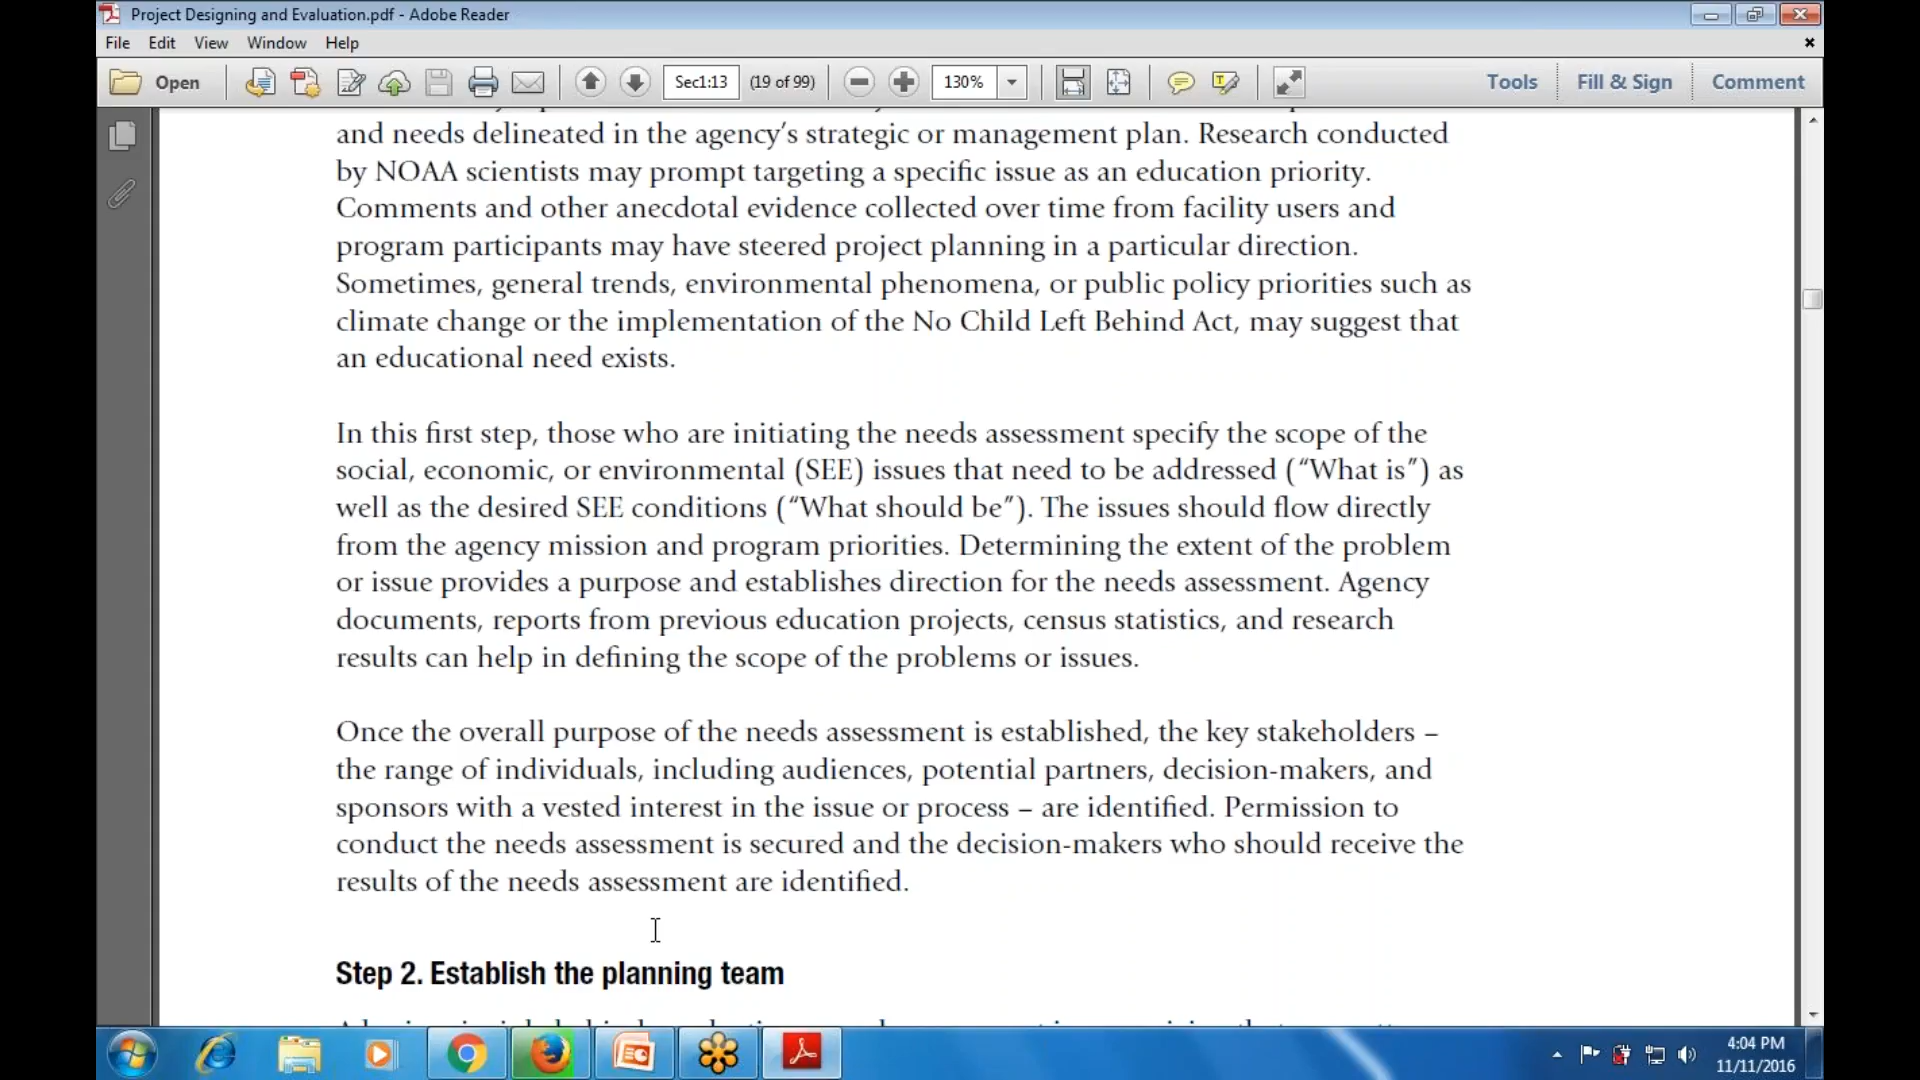 Project Designing and Evaluation.pdf - Adobe Reader
File Edit View Window Help
Open Sec1:13 (19 of 99) 130% Tools Fill & Sign Comment
and needs delineated in the agency’s strategic or management plan. Research conducted
by NOAA scientists may prompt targeting a specific issue as an education priority.
Comments and other anecdotal evidence collected over time from facility users and
program participants may have steered project planning in a particular direction.
Sometimes, general trends, environmental phenomena, or public policy priorities such as
climate change or the implementation of the No Child Left Behind Act, may suggest that
an educational need exists.
In this first step, those who are initiating the needs assessment specify the scope of the
social, economic, or environmental (SEE) issues that need to be addressed (“What is”) as
well as the desired SEE conditions (“What should be”). The issues should flow directly
from the agency mission and program priorities. Determining the extent of the problem
or issue provides a purpose and establishes direction for the needs assessment. Agency
documents, reports from previous education projects, census statistics, and research
results can help in defining the scope of the problems or issues.
Once the overall purpose of the needs assessment is established, the key stakeholders –
the range of individuals, including audiences, potential partners, decision-makers, and
sponsors with a vested interest in the issue or process – are identified. Permission to
conduct the needs assessment is secured and the decision-makers who should receive the
results of the needs assessment are identified.
Step 2. Establish the planning team
4:04 PM
11/11/2016